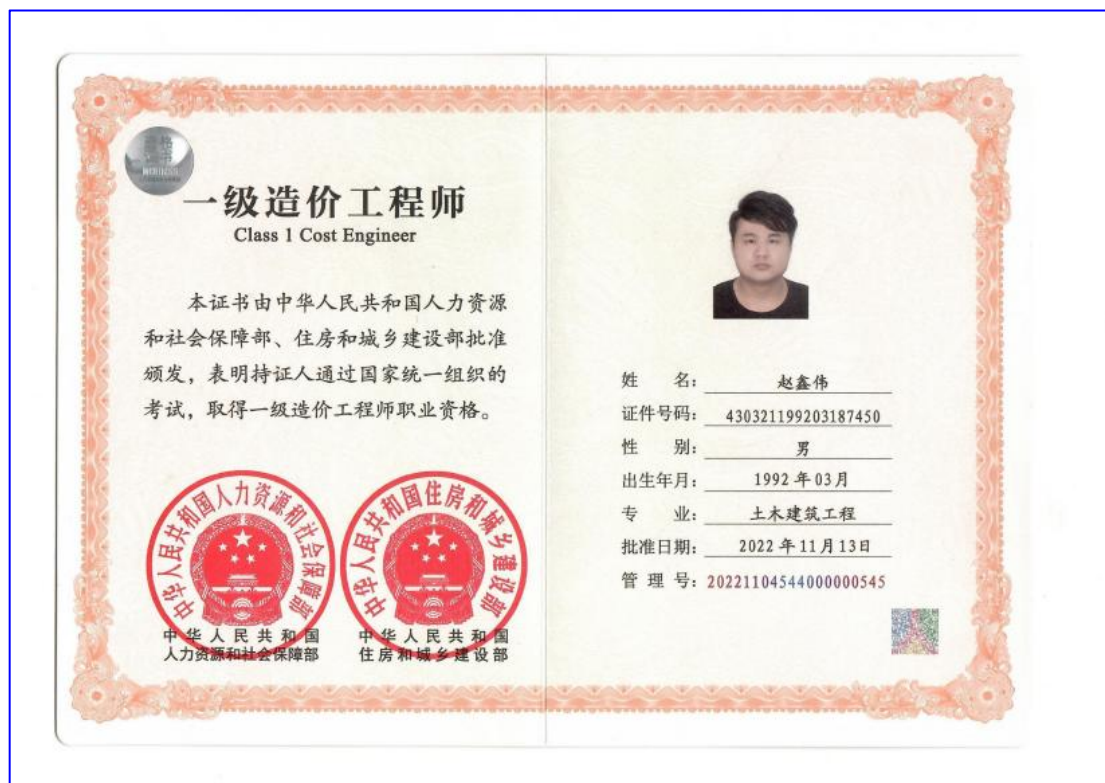 一级造价工程师
Class 1 Cost Engineer
本证书由中华人民共和国人力资源
和社会保障部、住房和城乡建设部批准
颁发，表明持证人通过国家统一组织的
考试，取得一级造价工程师职业资格。
中华人民共和国人力资源和社会保障部
中华人民共和国住房和城乡建设部
中华人民共和国
人力资源和社会保障部
中华人民共和国
住房和城乡建设部
姓 名： 赵鑫伟
证件号码： 430321199203187450
性 别： 男
出生年月： 1992年03月
专 业： 土木建筑工程
批准日期： 2022年11月13日
管 理 号：20221104544000000545